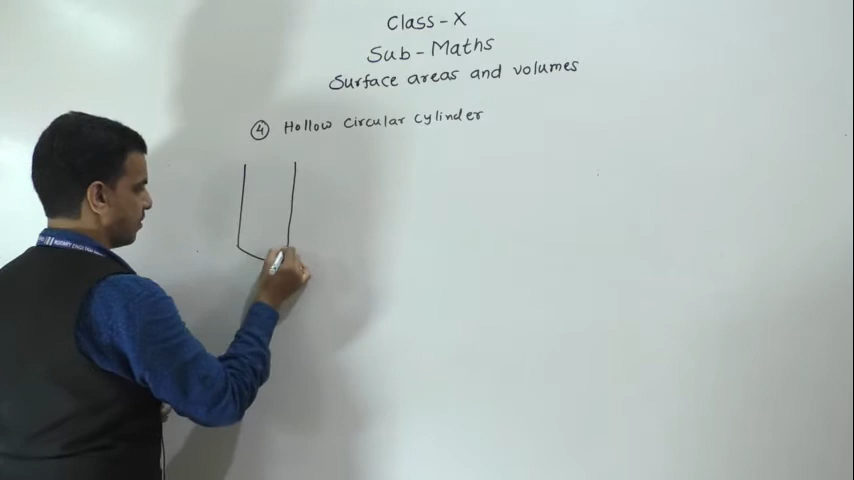 Class-X
Sub-Maths
Surface areas and volumes
④ Hollow circular cylinder